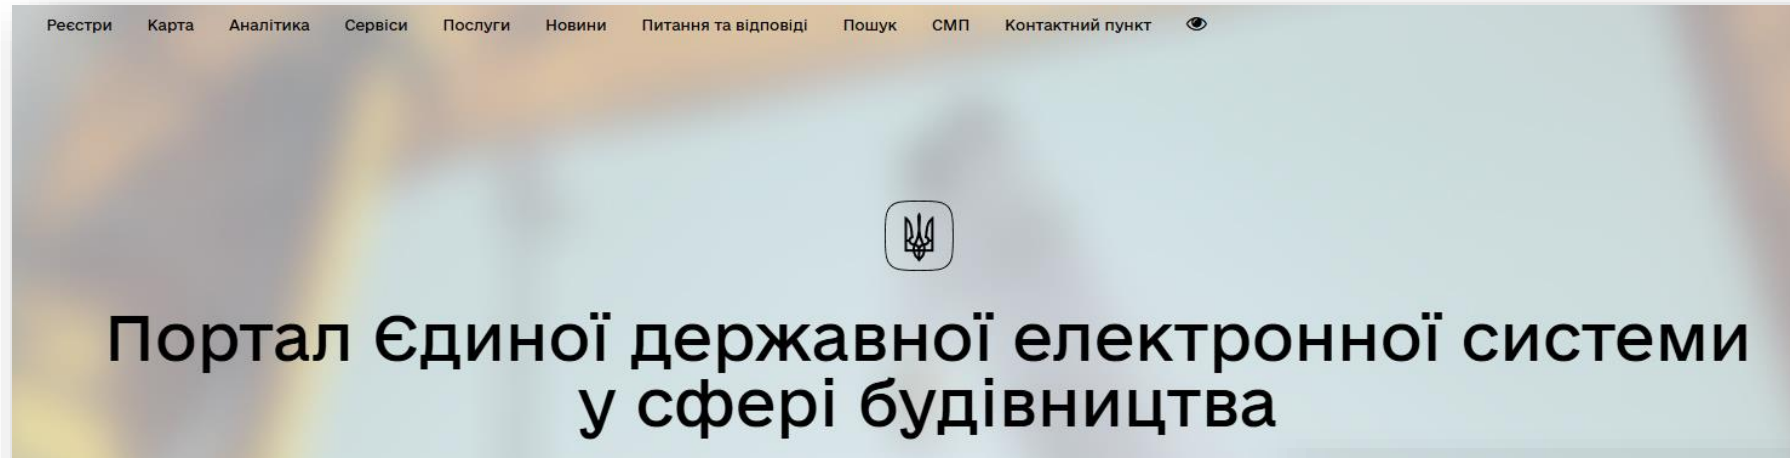 Реєстри Карта Аналітика Сервіси Послуги Новини Питання та відповіді Пошук СМП Контактний пункт
Портал Єдиної державної електронної системи
у сфері будівництва